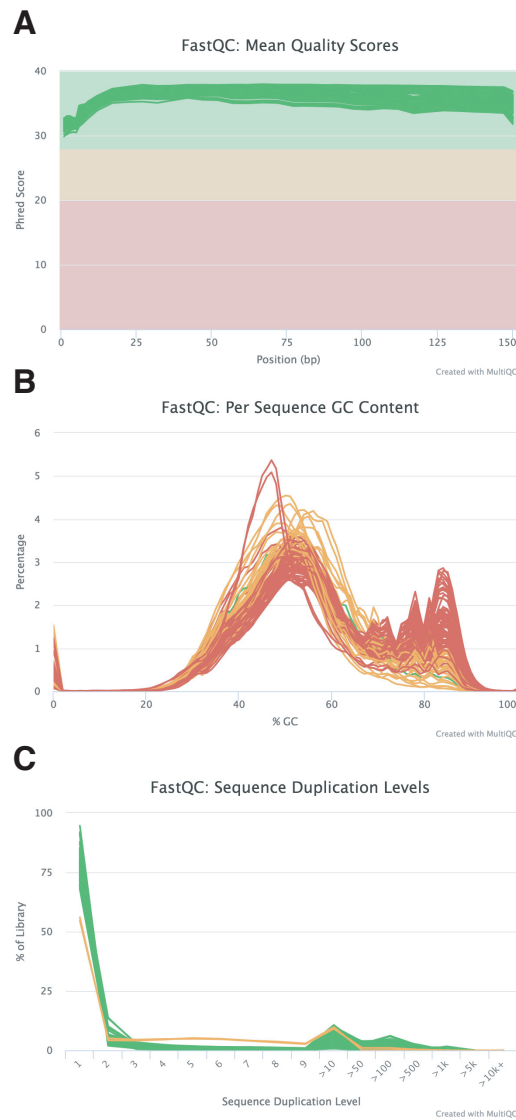 A
FastQC: Mean Quality Scores
40
30
20
10
0
Phred Score
0 25 50 75 100 125 150
Position (bp)
Created with MultiQC
B
FastQC: Per Sequence GC Content
6
5
4
3
2
1
0
Percentage
0 20 40 60 80 100
% GC
Created with MultiQC
C
FastQC: Sequence Duplication Levels
100
75
50
25
0
% of Library
1 2 3 4 5 6 7 8 9 >10 >50 >100 >500 >1k >5k >10k+
Sequence Duplication Level
Created with MultiQC